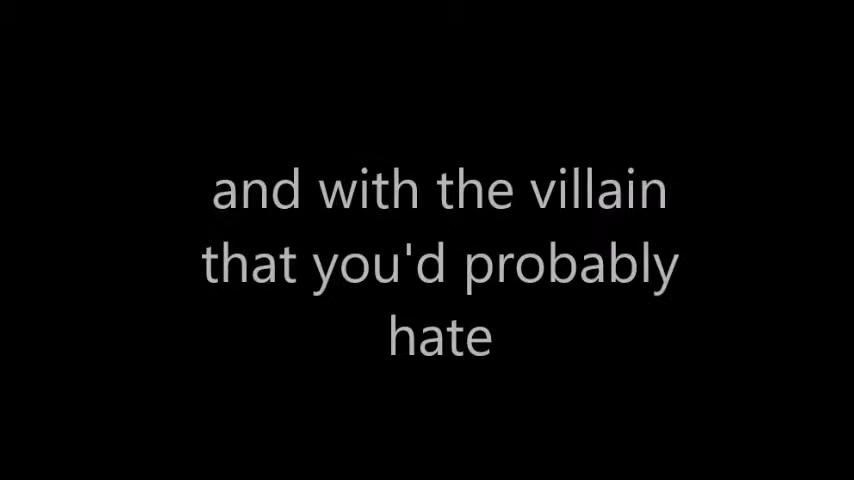 and with the villain
that you'd probably
hate